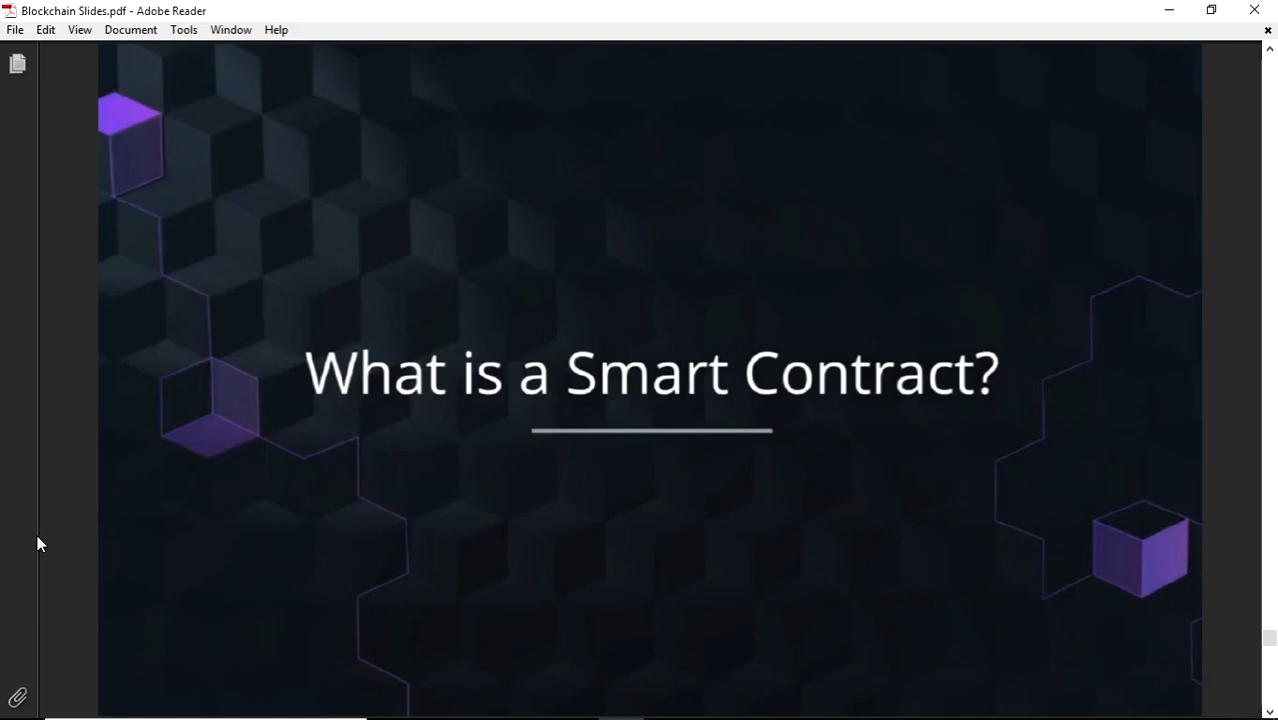 Blockchain Slides.pdf - Adobe Reader
File Edit View Document Tools Window Help
What is a Smart Contract?